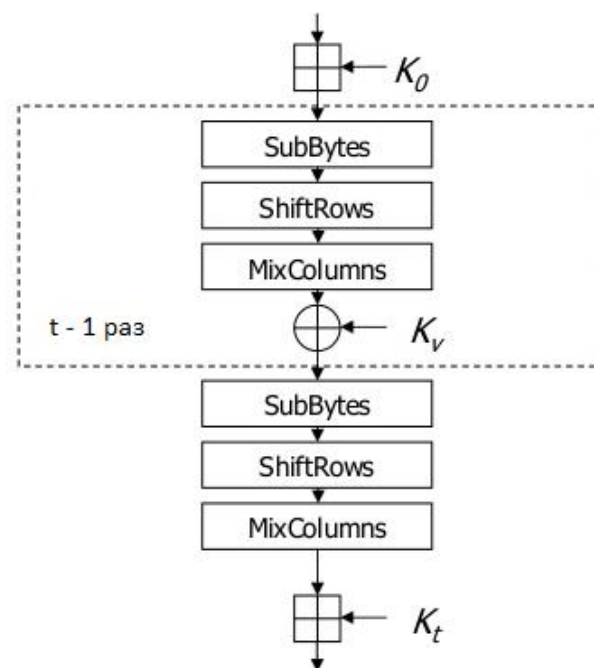 K₀
SubBytes
ShiftRows
MixColumns
t - 1 раз
Kᵥ
SubBytes
ShiftRows
MixColumns
Kₜ